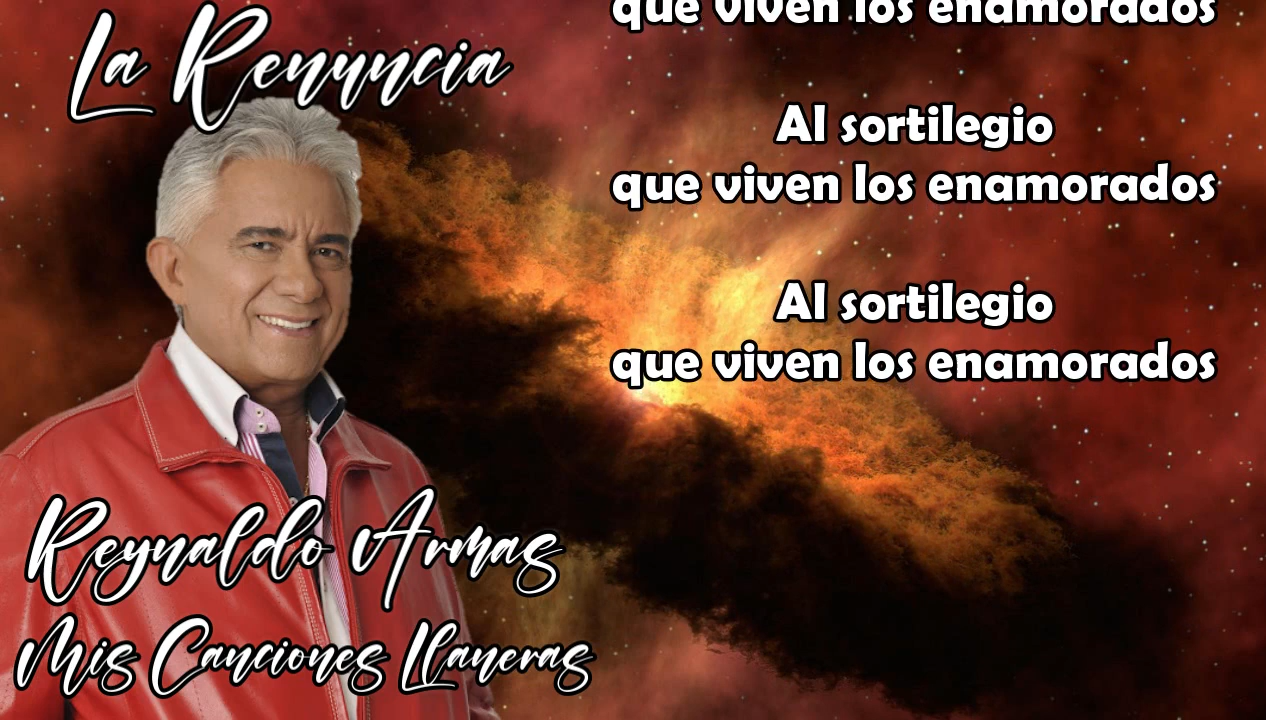 La Renuncia
que viven los enamorados
Al sortilegio
que viven los enamorados
Al sortilegio
que viven los enamorados
Reynaldo Armas
Mis Canciones Llaneras